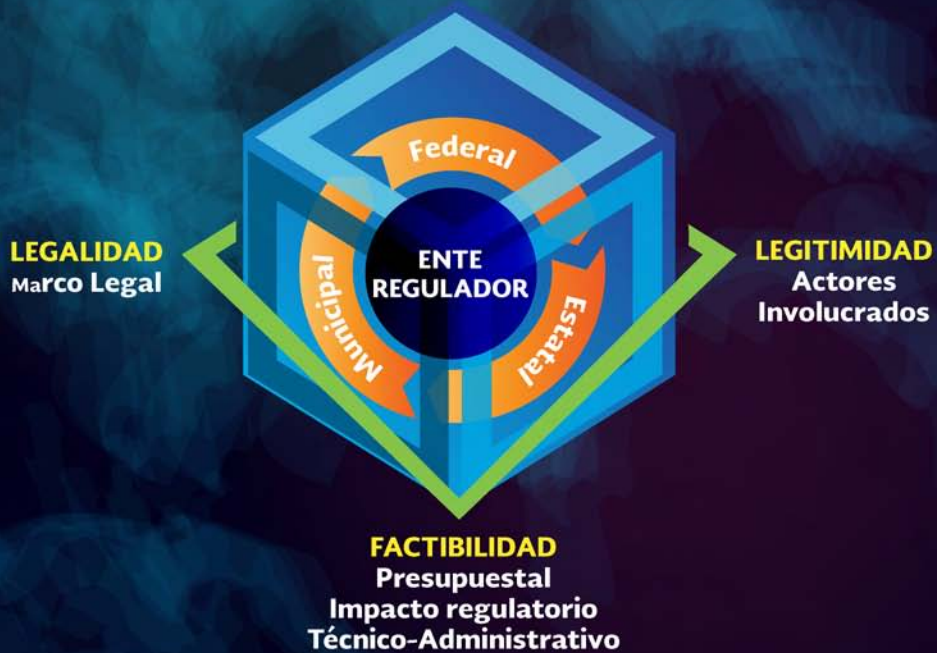 Federal
Municipal
Estatal
ENTE
REGULADOR
LEGALIDAD
Marco Legal
LEGITIMIDAD
Actores
Involucrados
FACTIBILIDAD
Presupuestal
Impacto regulatorio
Técnico-Administrativo